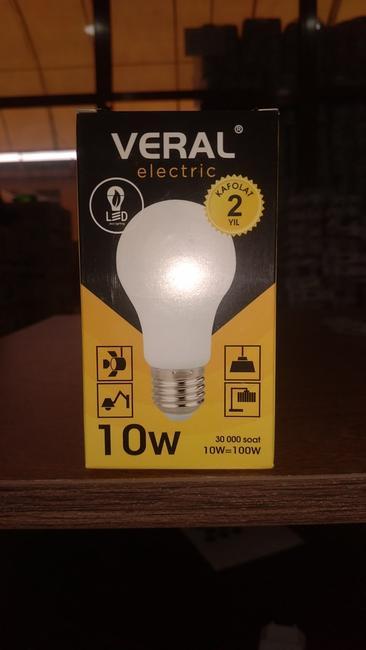 VERAL®
electric
LED
KAFOLAT
2
YIL
10W
30 000 soat
10W=100W